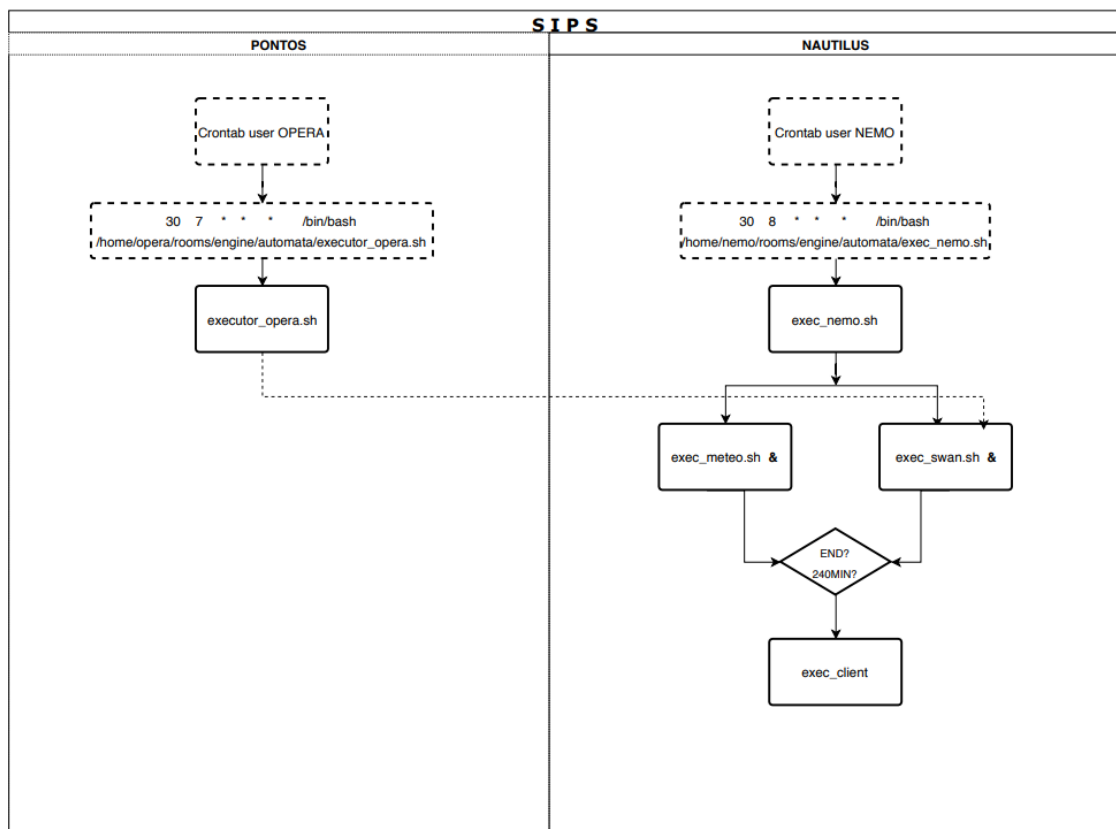 S I P S
PONTOS
NAUTILUS
Crontab user OPERA
Crontab user NEMO
30 7 * * * /bin/bash
/home/opera/rooms/engine/automata/executor_opera.sh
30 8 * * * /bin/bash
/home/nemo/rooms/engine/automata/exec_nemo.sh
executor_opera.sh
exec_nemo.sh
exec_meteo.sh &
exec_swan.sh &
END?
240MIN?
exec_client